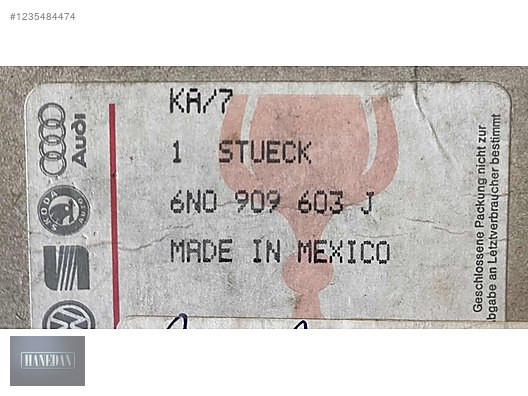 #1235484474
KA/7
1 STUECK
6N0 909 603 J
MADE IN MEXICO
Audi
SKODA
AUTO
Geschlossene Packung nicht zur
bgabe an Letztverbraucher bestimmt
HANEDAN